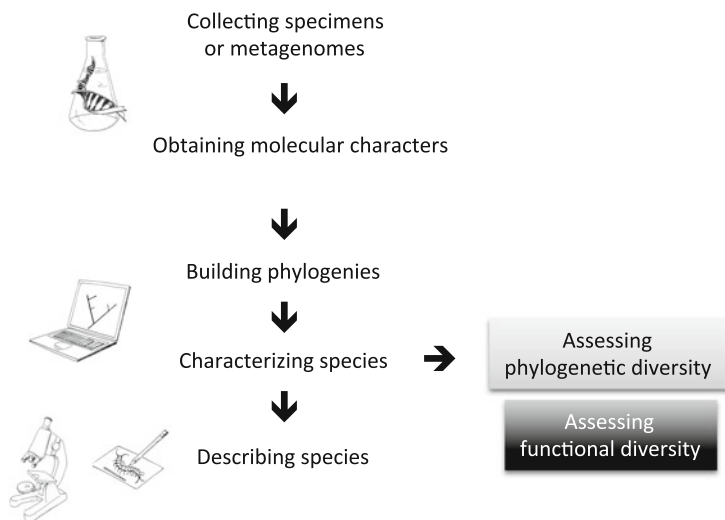 Collecting specimens
or metagenomes
Obtaining molecular characters
Building phylogenies
Characterizing species
Assessing
phylogenetic diversity
Assessing
functional diversity
Describing species